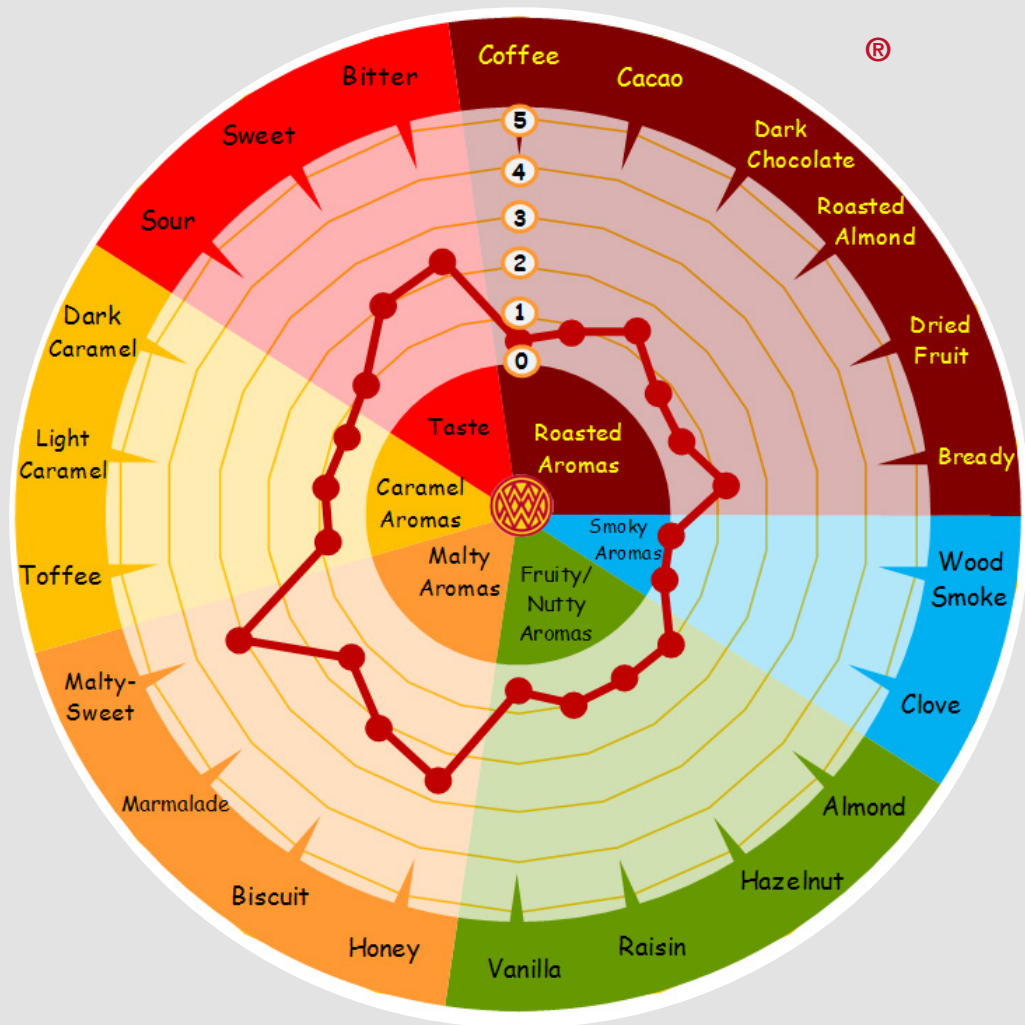 ®
Coffee
Cacao
Dark
Chocolate
Roasted
Almond
Dried
Fruit
Bready
Wood
Smoke
Clove
Almond
Hazelnut
Raisin
Vanilla
Honey
Biscuit
Marmalade
Malty-
Sweet
Toffee
Light
Caramel
Dark
Caramel
Sour
Sweet
Bitter
5
4
3
2
1
0
Taste
Roasted
Aromas
Caramel
Aromas
Smoky
Aromas
Malty
Aromas
Fruity/
Nutty
Aromas